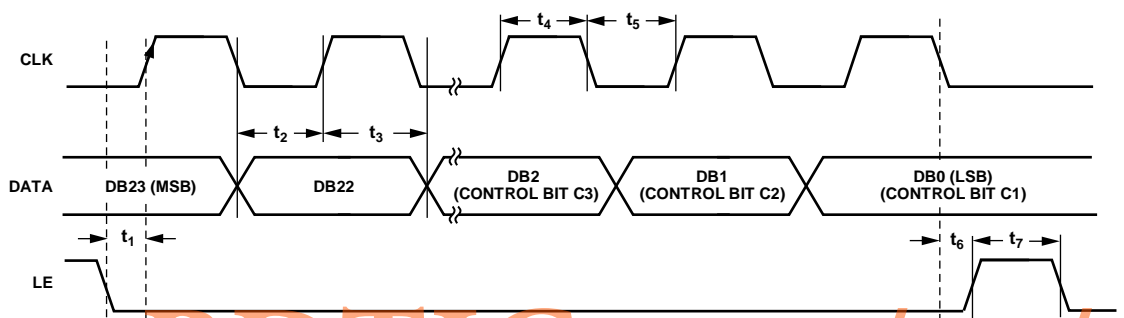 t4 t5
CLK
t2 t3
DATA DB23 (MSB) DB22 DB2 DB1 DB0 (LSB)
(CONTROL BIT C3) (CONTROL BIT C2) (CONTROL BIT C1)
t1 t6 t7
LE